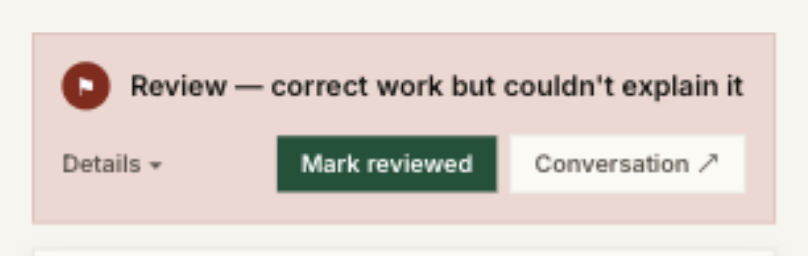 Review — correct work but couldn't explain it
Details
Mark reviewed
Conversation ↗